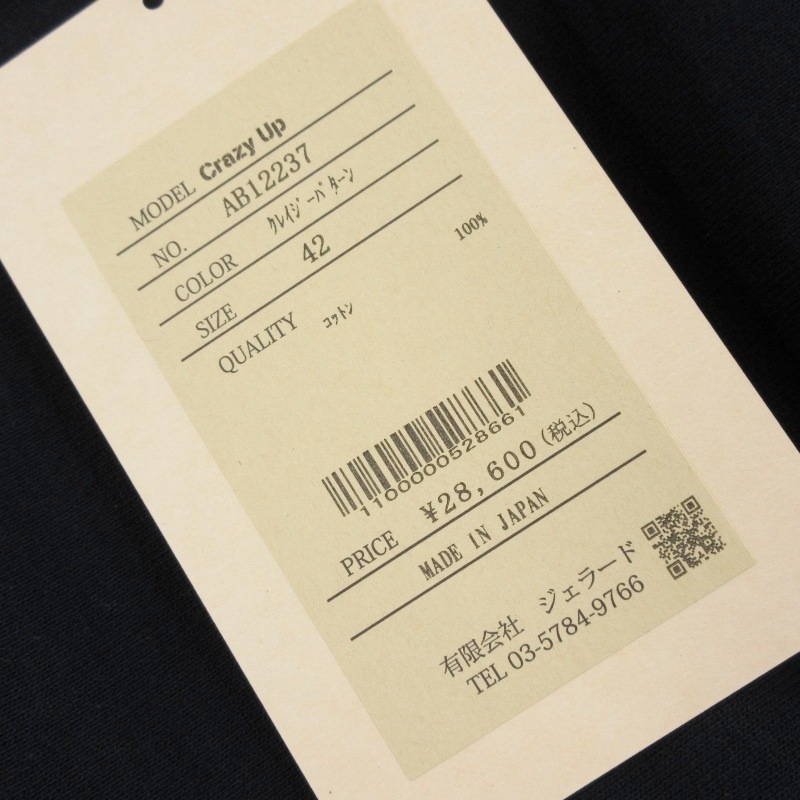 MODEL Crazy Up
NO. AB12237
COLOR ｸﾚｲｼﾞｰﾊﾟﾀｰﾝ
SIZE 42
QUALITY ｺｯﾄﾝ 100%
1100000528661
PRICE ¥28,600(税込)
MADE IN JAPAN
有限会社 ジェラード
TEL 03-5784-9766